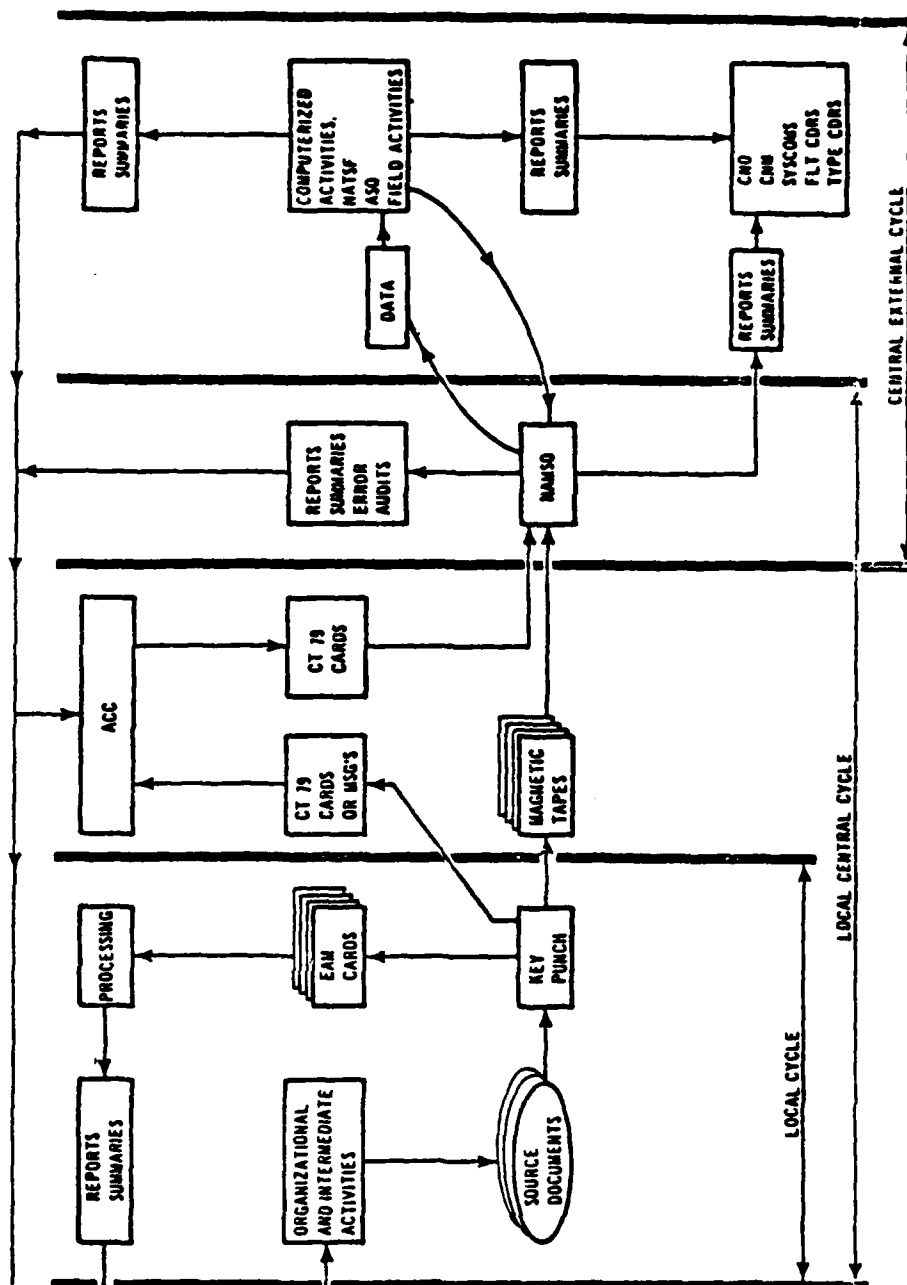 REPORTS
SUMMARIES
PROCESSING
ACC
REPORTS
SUMMARIES
ORGANIZATIONAL
AND INTERMEDIATE
ACTIVITIES
EAM
CARDS
CT 79
CARDS
OR MSG'S
CT 79
CARDS
REPORTS
SUMMARIES
ERROR
AUDITS
DATA
COMPUTERIZED
ACTIVITIES,
NATSF
ASO
FIELD ACTIVITIES
SOURCE
DOCUMENTS
KEY
PUNCH
MAGNETIC
TAPES
NAMSO
REPORTS
SUMMARIES
REPORTS
SUMMARIES
CNO
CNM
SYSCOMS
FLT CDRS
TYPE CDRS
LOCAL CYCLE
LOCAL CENTRAL CYCLE
CENTRAL EXTERNAL CYCLE